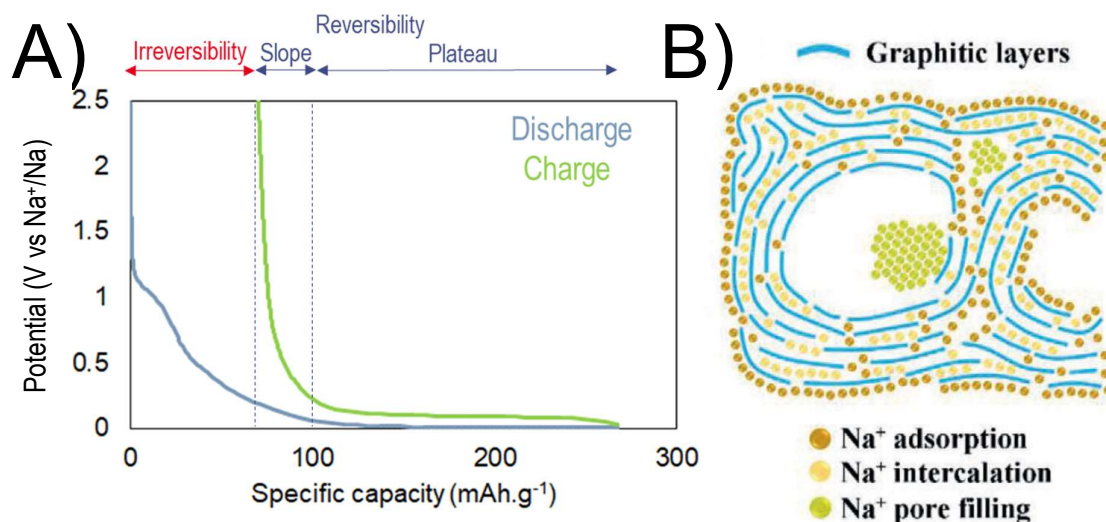 A)
Reversibility
Irreversibility Slope Plateau
2.5
2
1.5
1
0.5
0
Potential (V vs Na⁺/Na)
Discharge
Charge
0 100 200 300
Specific capacity (mAh.g⁻¹)
B)
Graphitic layers
Na⁺ adsorption
Na⁺ intercalation
Na⁺ pore filling